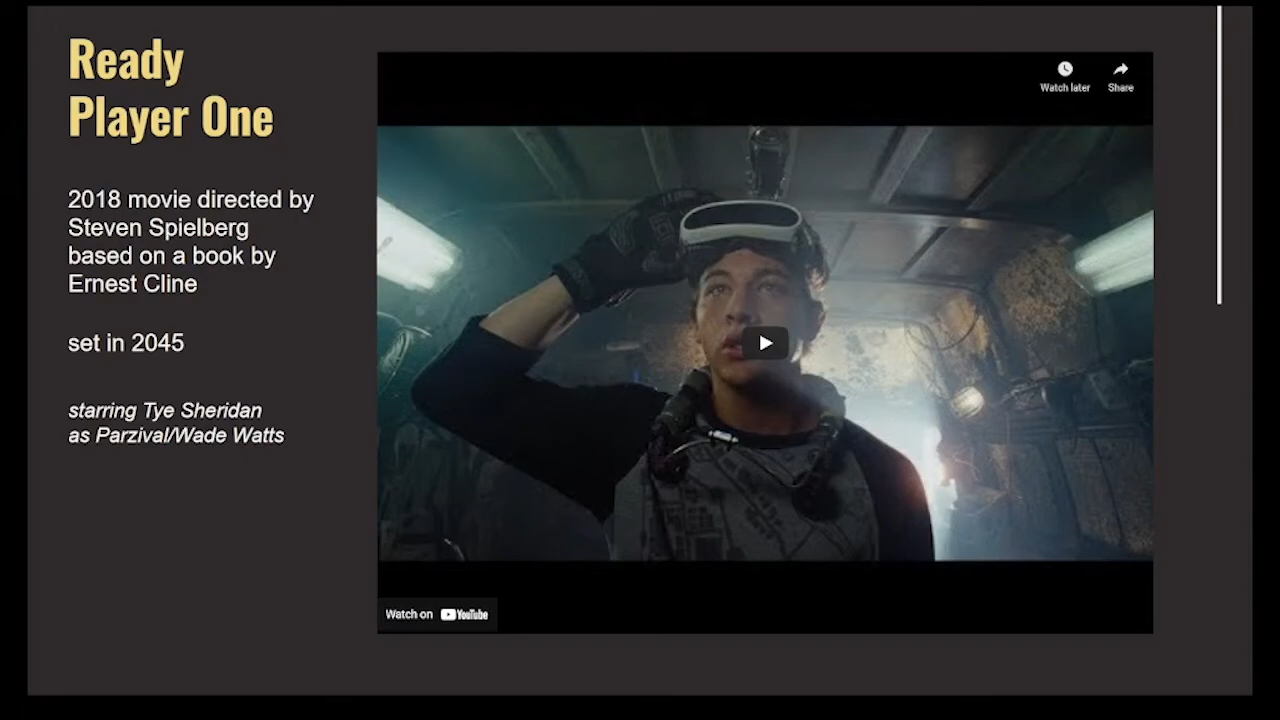 Ready
Player One
2018 movie directed by
Steven Spielberg
based on a book by
Ernest Cline
set in 2045
starring Tye Sheridan
as Parzival/Wade Watts
Watch later
Share
Watch on YouTube